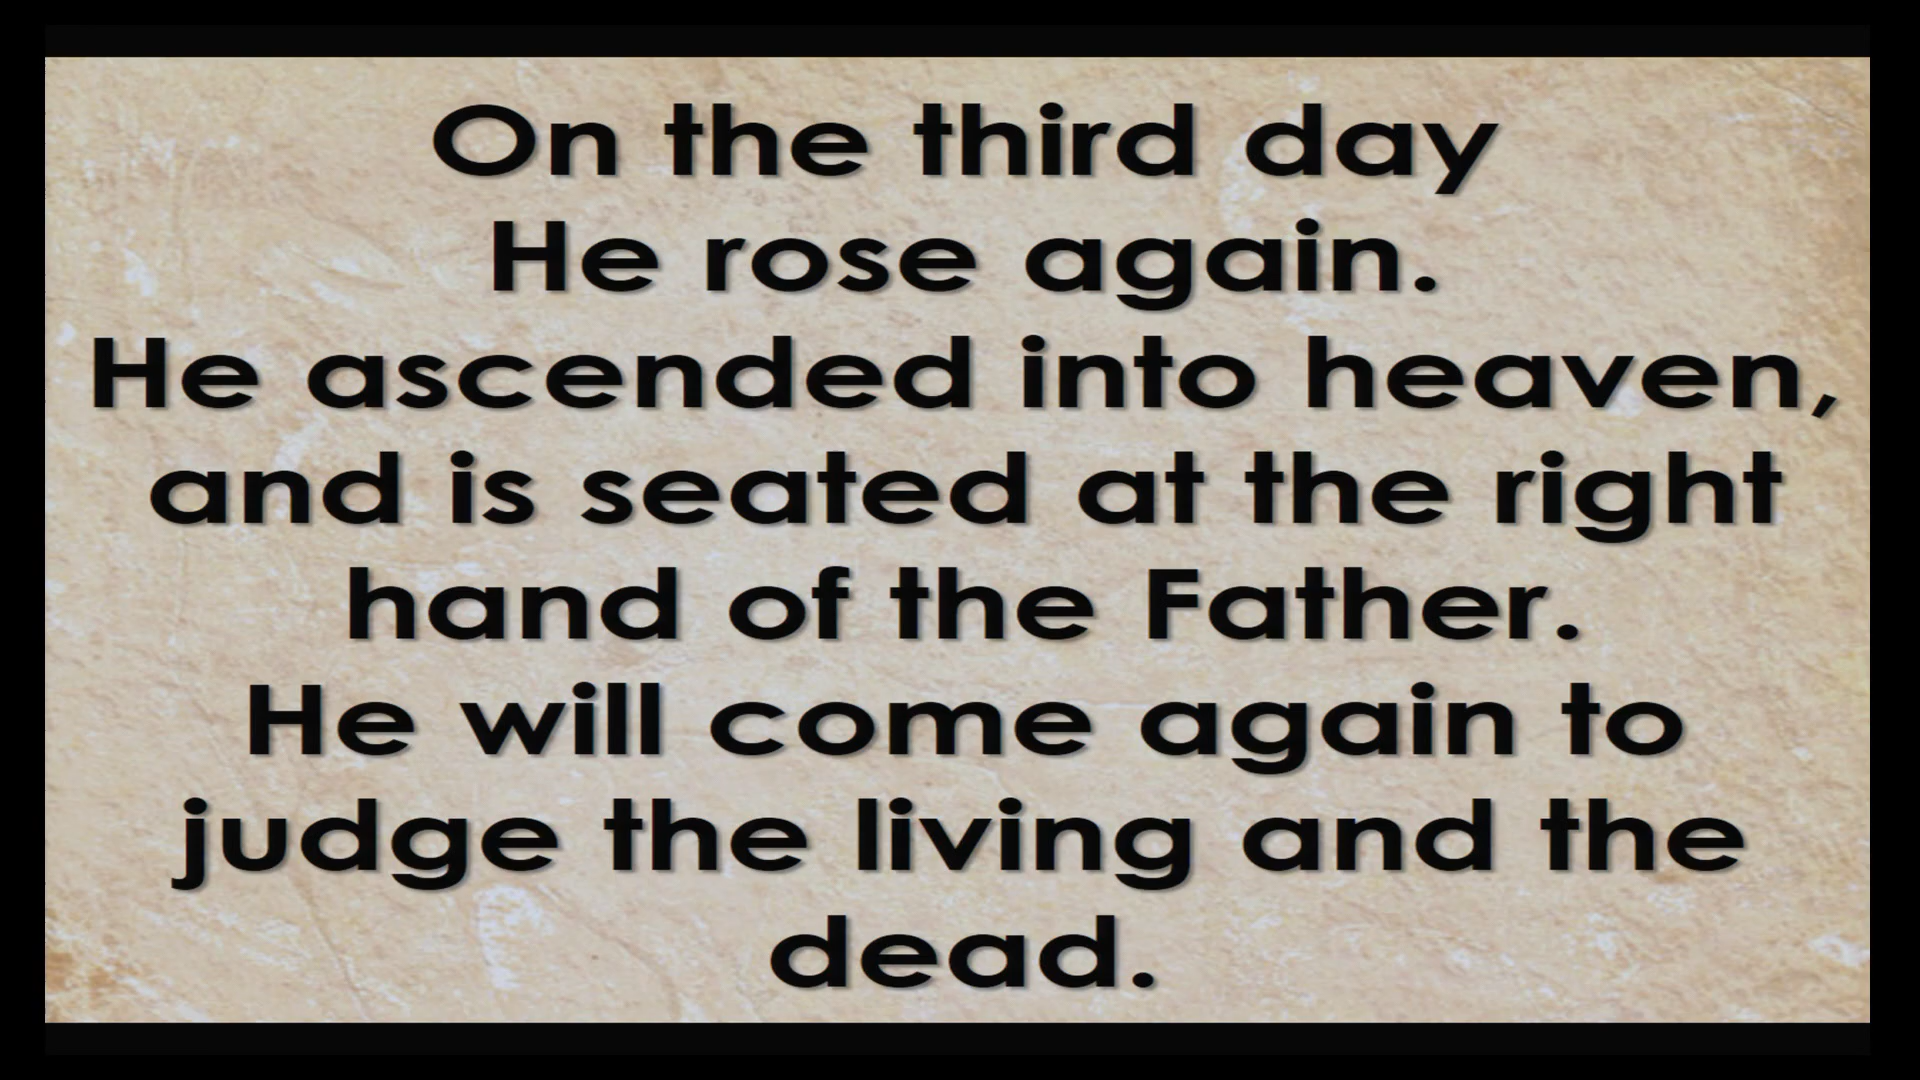 On the third day
He rose again.
He ascended into heaven,
and is seated at the right
hand of the Father.
He will come again to
judge the living and the
dead.